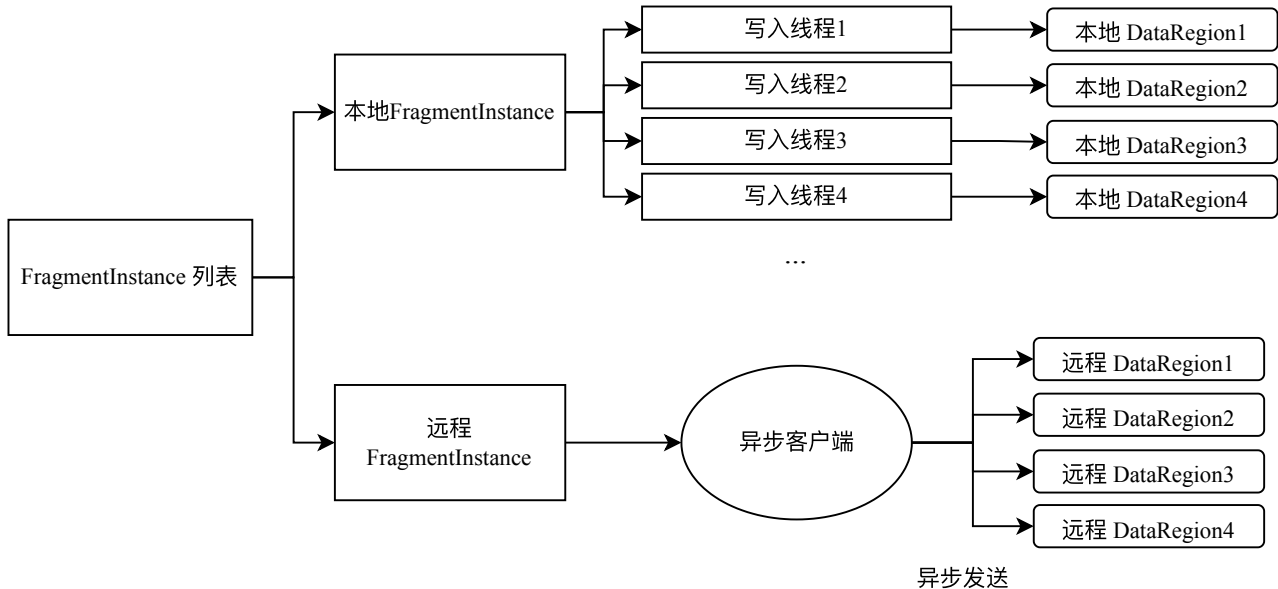 写入线程1
本地 DataRegion1
写入线程2
本地 DataRegion2
本地FragmentInstance
写入线程3
本地 DataRegion3
写入线程4
本地 DataRegion4
...
FragmentInstance 列表
远程
FragmentInstance
异步客户端
远程 DataRegion1
远程 DataRegion2
远程 DataRegion3
远程 DataRegion4
异步发送